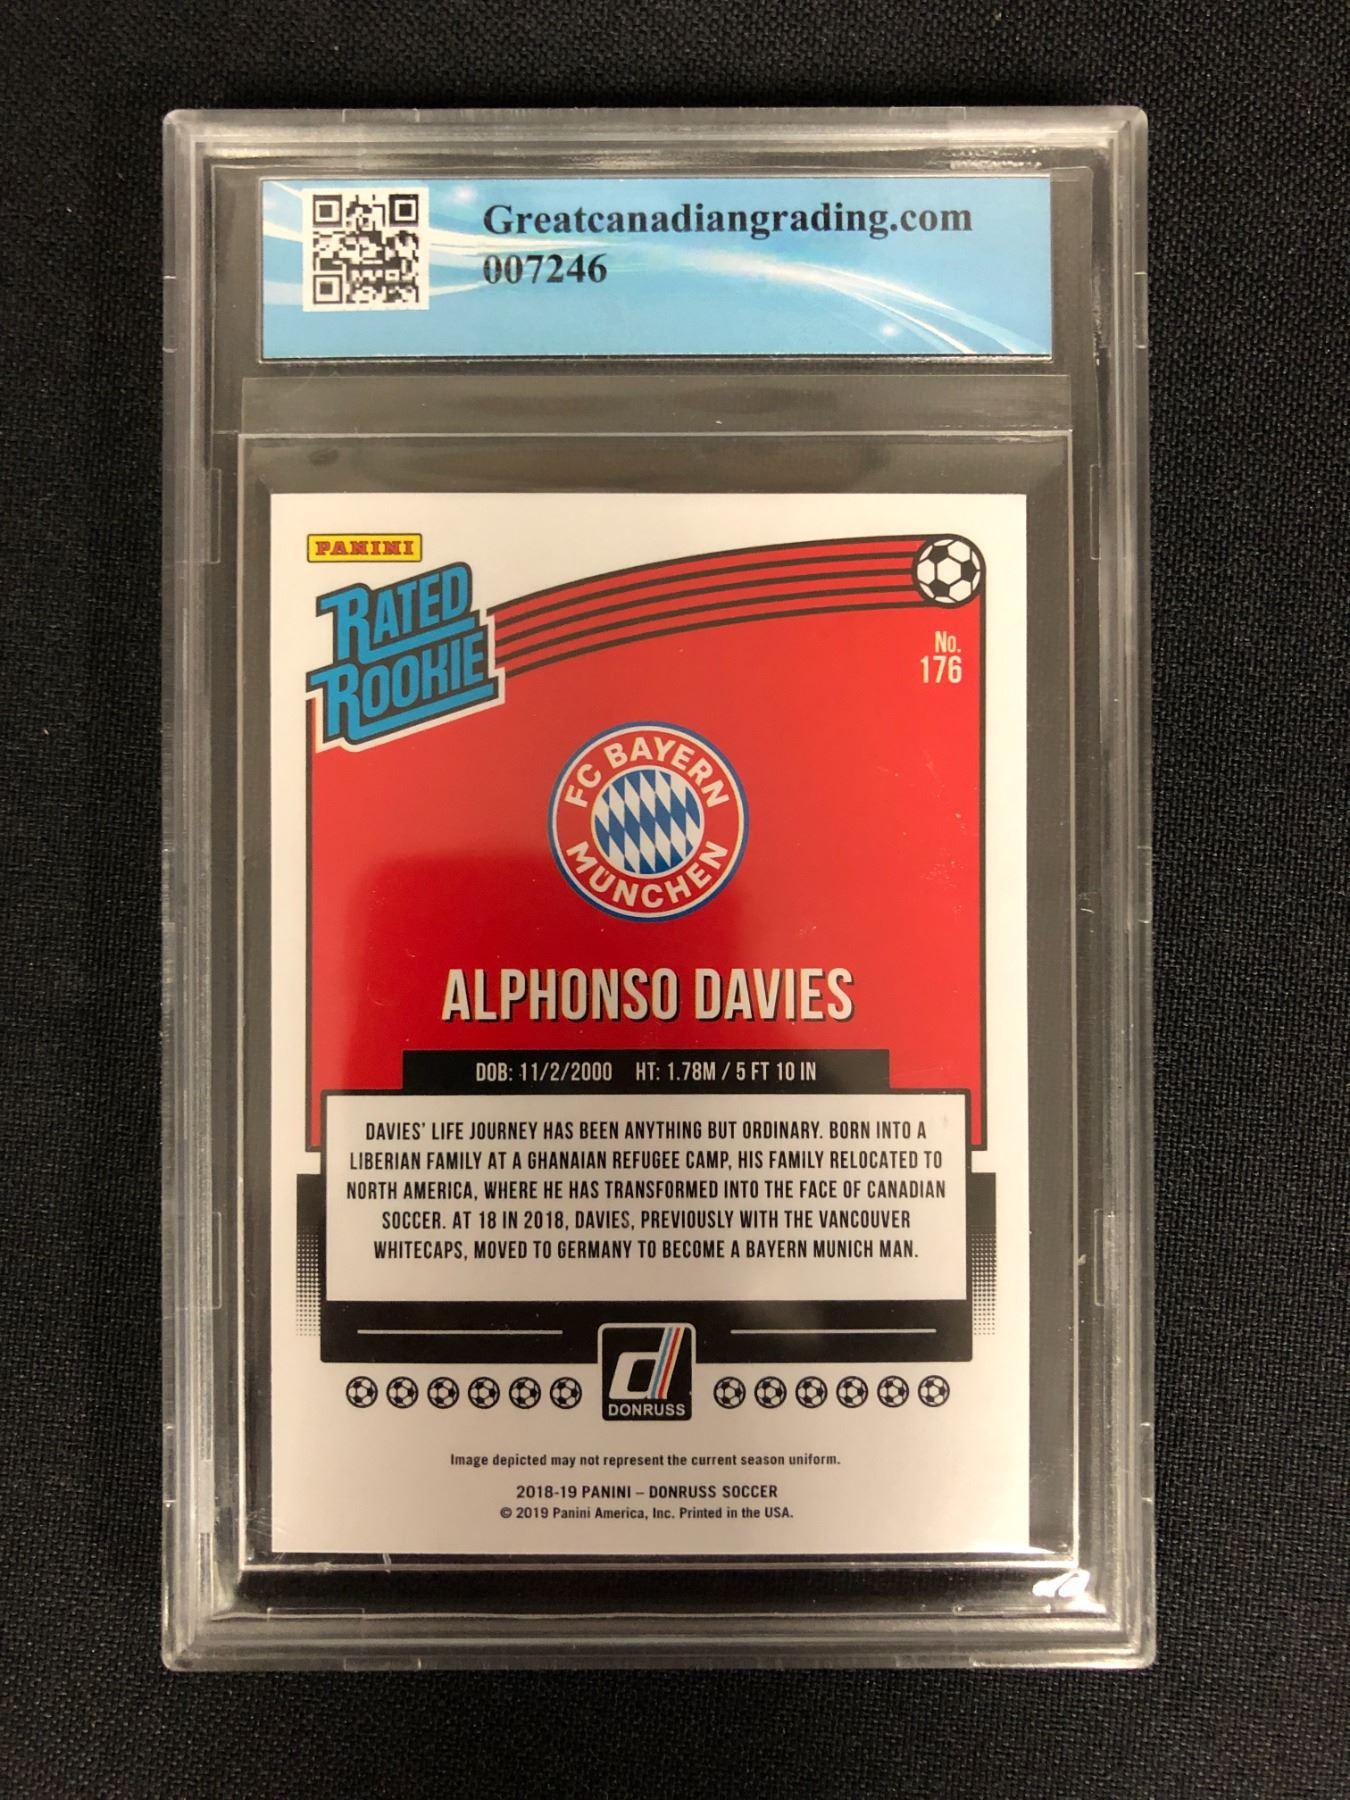 Greatcanadiangrading.com
007246
PANINI
RATED
ROOKIE
No.
176
FC BAYERN
MÜNCHEN
ALPHONSO DAVIES
DOB: 11/2/2000 HT: 1.78M / 5 FT 10 IN
DAVIES' LIFE JOURNEY HAS BEEN ANYTHING BUT ORDINARY. BORN INTO A
LIBERIAN FAMILY AT A GHANAIAN REFUGEE CAMP, HIS FAMILY RELOCATED TO
NORTH AMERICA, WHERE HE HAS TRANSFORMED INTO THE FACE OF CANADIAN
SOCCER. AT 18 IN 2018, DAVIES, PREVIOUSLY WITH THE VANCOUVER
WHITECAPS, MOVED TO GERMANY TO BECOME A BAYERN MUNICH MAN.
d
DONRUSS
Image depicted may not represent the current season uniform.
2018-19 PANINI – DONRUSS SOCCER
© 2019 Panini America, Inc. Printed in the USA.